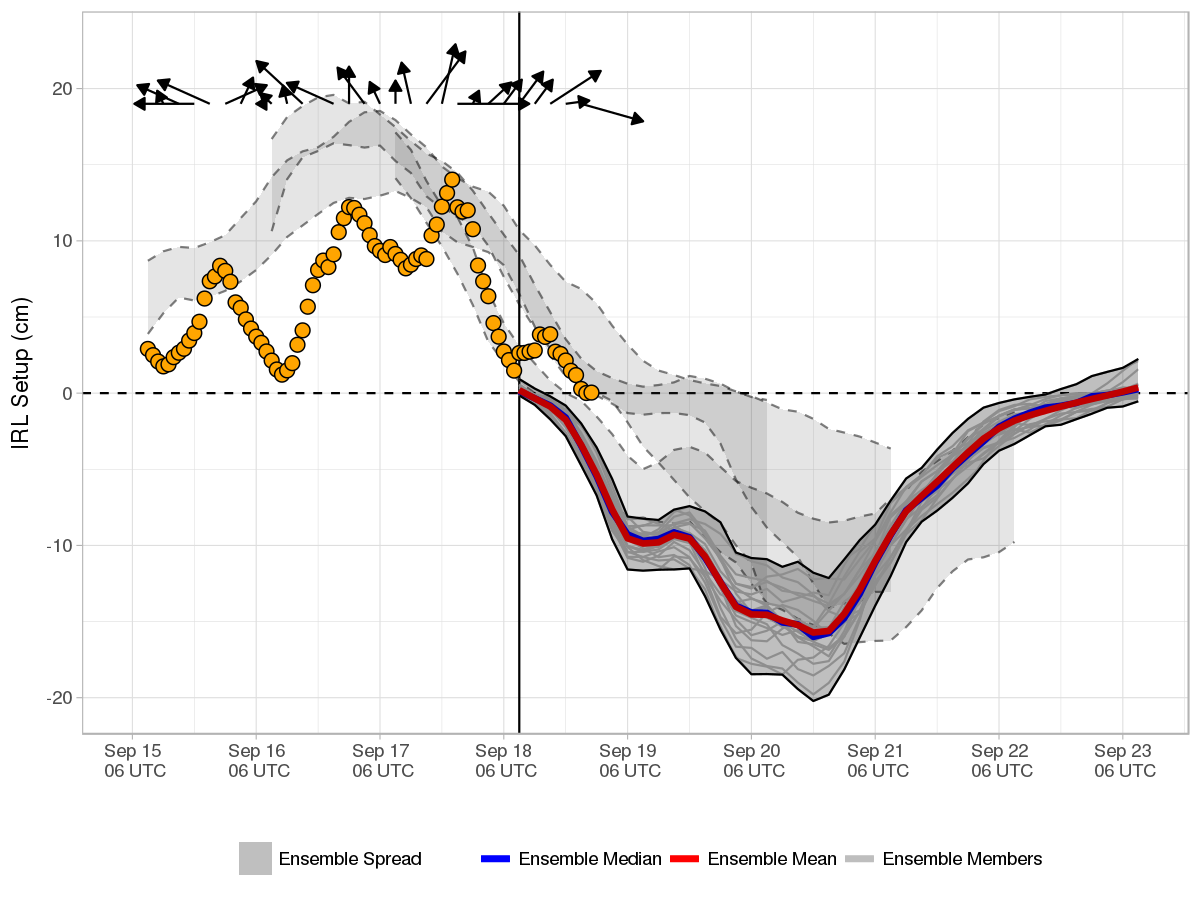 IRL Setup (cm)
20
10
0
-10
-20
Sep 15 Sep 16 Sep 17 Sep 18 Sep 19 Sep 20 Sep 21 Sep 22 Sep 23
06 UTC 06 UTC 06 UTC 06 UTC 06 UTC 06 UTC 06 UTC 06 UTC 06 UTC
Ensemble Spread Ensemble Median Ensemble Mean Ensemble Members